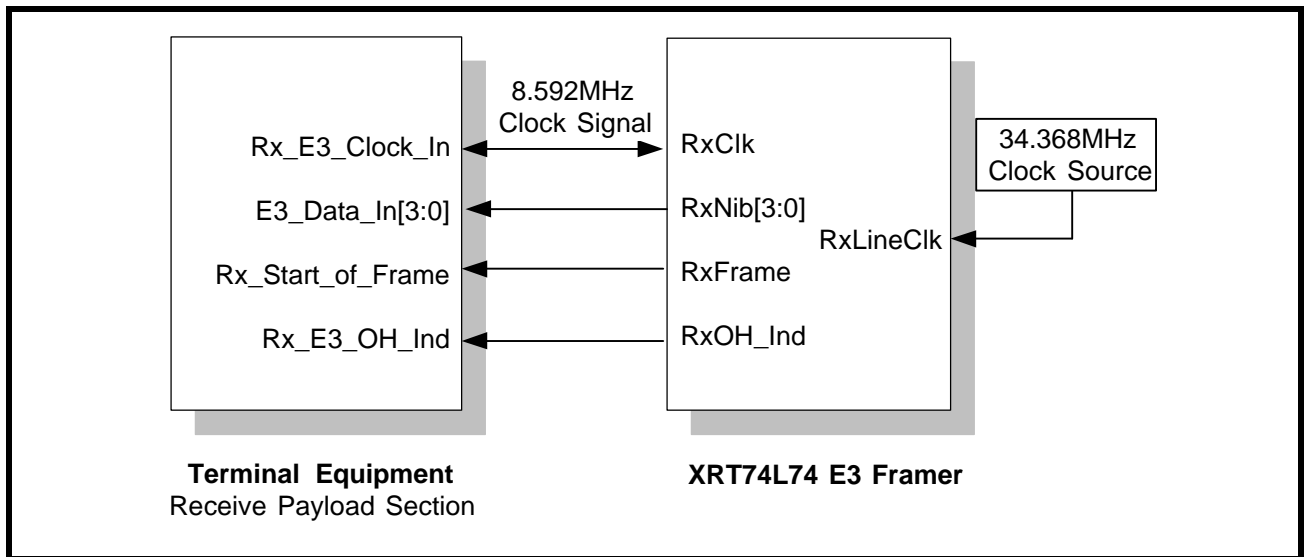 8.592MHz
Clock Signal
Rx_E3_Clock_In
RxClk
34.368MHz
Clock Source
E3_Data_In[3:0]
RxNib[3:0]
RxLineClk
Rx_Start_of_Frame
RxFrame
Rx_E3_OH_Ind
RxOH_Ind
Terminal Equipment
Receive Payload Section
XRT74L74 E3 Framer